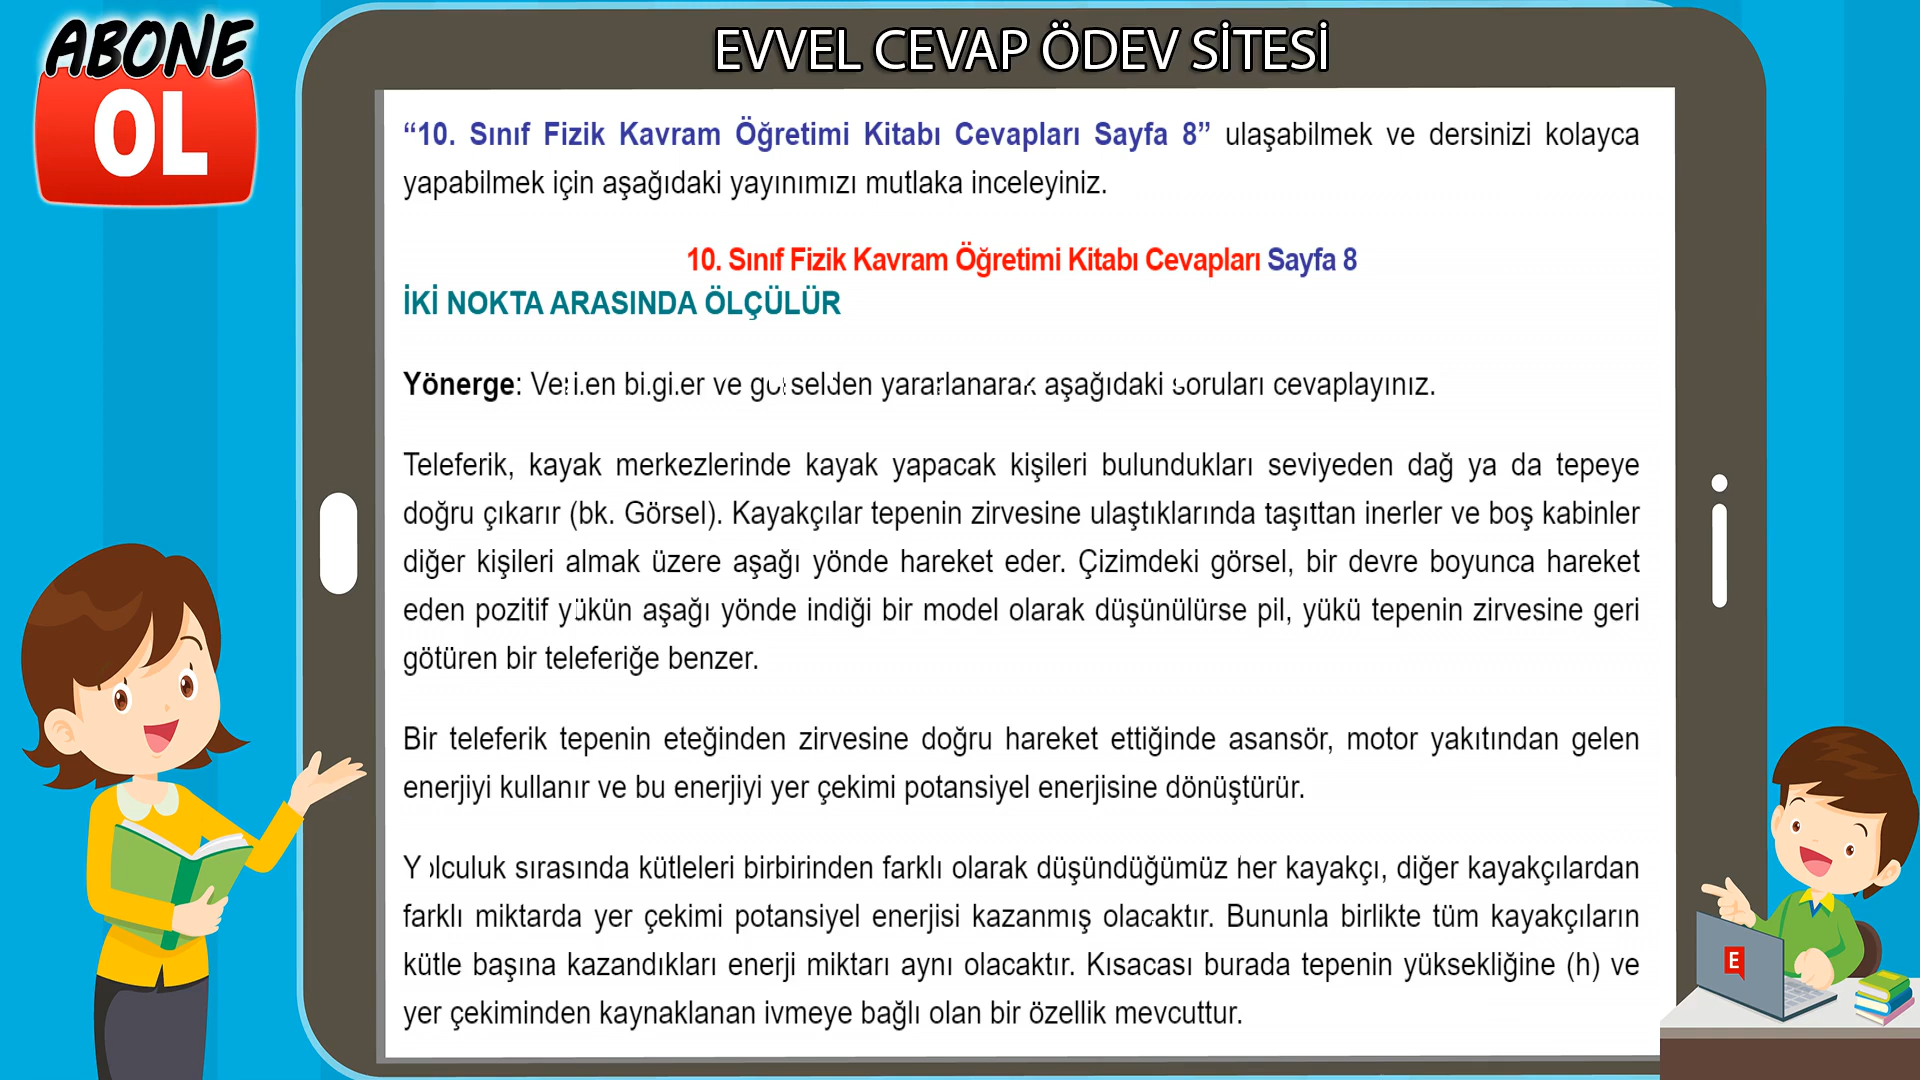 ABONE
OL
EVVEL CEVAP ÖDEV SİTESİ
“10. Sınıf Fizik Kavram Öğretimi Kitabı Cevapları Sayfa 8” ulaşabilmek ve dersinizi kolayca
yapabilmek için aşağıdaki yayınımızı mutlaka inceleyiniz.
10. Sınıf Fizik Kavram Öğretimi Kitabı Cevapları Sayfa 8
İKİ NOKTA ARASINDA ÖLÇÜLÜR
Yönerge: Verilen bilgiler ve görselden yararlanarak aşağıdaki soruları cevaplayınız.
Teleferik, kayak merkezlerinde kayak yapacak kişileri bulundukları seviyeden dağ ya da tepeye
doğru çıkarır (bk. Görsel). Kayakçılar tepenin zirvesine ulaştıklarında taşıttan inerler ve boş kabinler
diğer kişileri almak üzere aşağı yönde hareket eder. Çizimdeki görsel, bir devre boyunca hareket
eden pozitif yükün aşağı yönde indiği bir model olarak düşünülürse pil, yükü tepenin zirvesine geri
götüren bir teleferiğe benzer.
Bir teleferik tepenin eteğinden zirvesine doğru hareket ettiğinde asansör, motor yakıtından gelen
enerjiyi kullanır ve bu enerjiyi yer çekimi potansiyel enerjisine dönüştürür.
Yolculuk sırasında kütleleri birbirinden farklı olarak düşündüğümüz her kayakçı, diğer kayakçılardan
farklı miktarda yer çekimi potansiyel enerjisi kazanmış olacaktır. Bununla birlikte tüm kayakçıların
kütle başına kazandıkları enerji miktarı aynı olacaktır. Kısacası burada tepenin yüksekliğine (h) ve
yer çekiminden kaynaklanan ivmeye bağlı olan bir özellik mevcuttur.
E